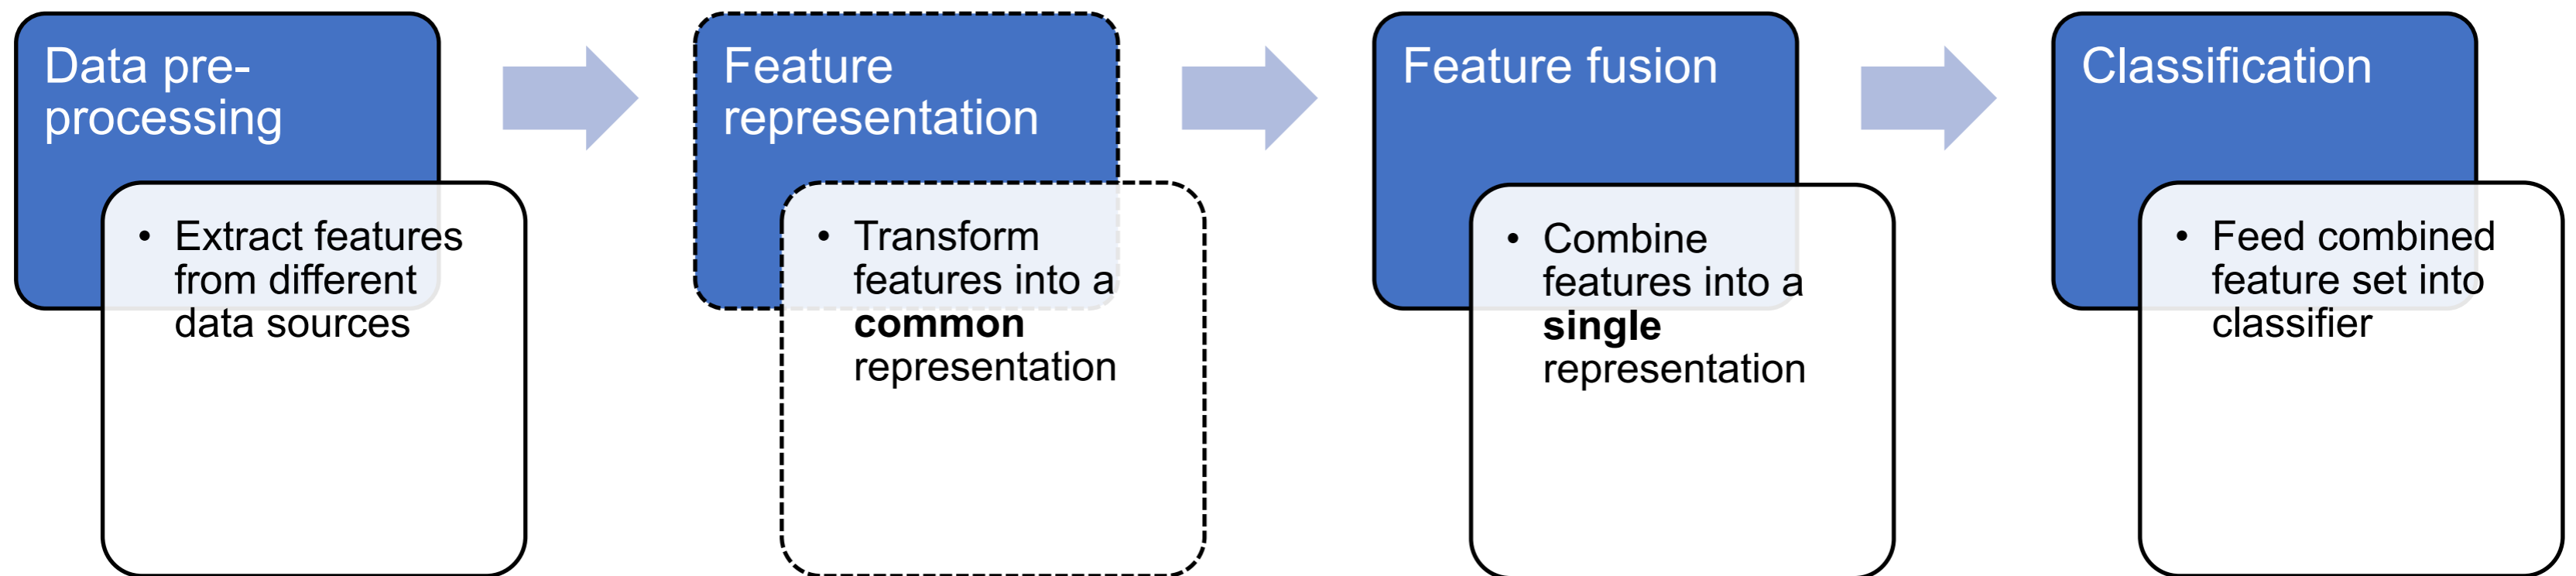 Data pre-
processing
• Extract features
from different
data sources
Feature
representation
• Transform
features into a
common
representation
Feature fusion
• Combine
features into a
single
representation
Classification
• Feed combined
feature set into
classifier